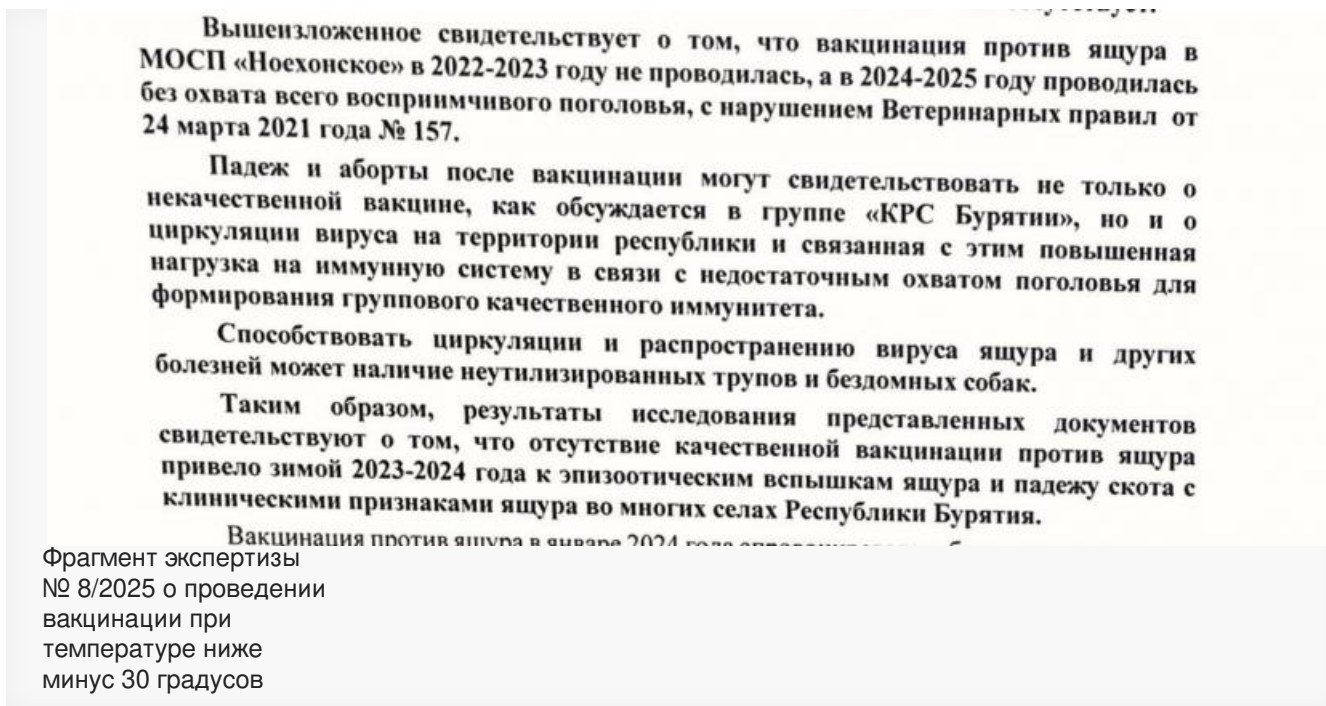 Вышеизложенное свидетельствует о том, что вакцинация против ящура в
МОСП «Ноехонское» в 2022-2023 году не проводилась, а в 2024-2025 году проводилась
без охвата всего восприимчивого поголовья, с нарушением Ветеринарных правил от
24 марта 2021 года № 157.
Падеж и аборты после вакцинации могут свидетельствовать не только о
некачественной вакцине, как обсуждается в группе «КРС Бурятии», но и о
циркуляции вируса на территории республики и связанная с этим повышенная
нагрузка на иммунную систему в связи с недостаточным охватом поголовья для
формирования группового качественного иммунитета.
Способствовать циркуляции и распространению вируса ящура и других
болезней может наличие неутилизированных трупов и бездомных собак.
Таким образом, результаты исследования представленных документов
свидетельствуют о том, что отсутствие качественной вакцинации против ящура
привело зимой 2023-2024 года к эпизоотическим вспышкам ящура и падежу скота с
клиническими признаками ящура во многих селах Республики Бурятия.
Вакцинация против ящура в январе 2024 года
Фрагмент экспертизы
№ 8/2025 о проведении
вакцинации при
температуре ниже
минус 30 градусов